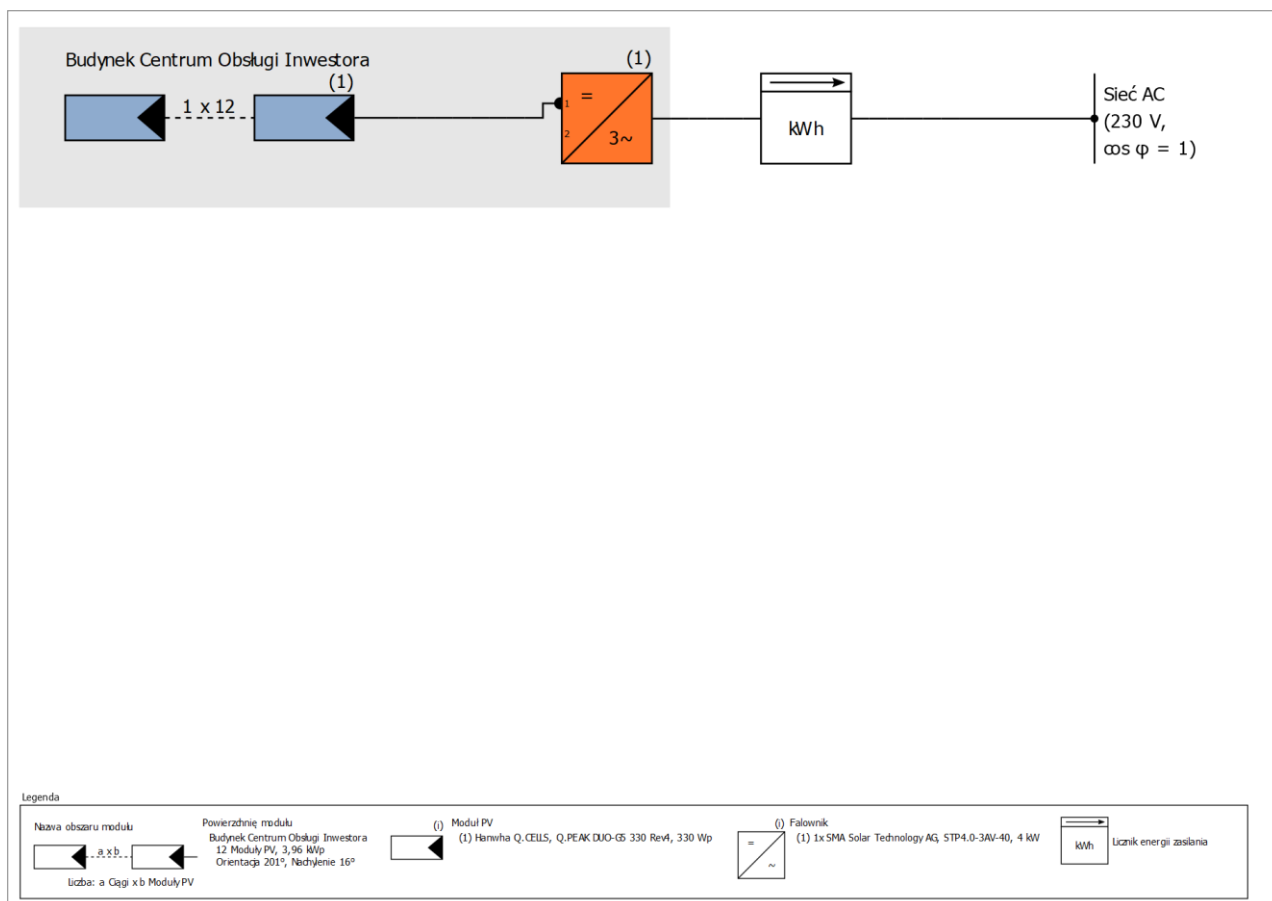 Budynek Centrum Obsługi Inwestora
(1)
(1)
1 x 12
1
=
2
3~
kWh
Sieć AC
(230 V,
cos φ = 1)
Legenda
Nazwa obszaru modułu
a x b
Liczba: a Ciągi x b Moduły PV
Powierzchnię modułu
Budynek Centrum Obsługi Inwestora
12 Moduły PV, 3,96 kWp
Orientacja 201°, Nachylenie 16°
(i) Moduł PV
(1) Hanwha Q.CELLS, Q.PEAK DUO-G5 330 Rev4, 330 Wp
(i) Falownik
(1) 1x SMA Solar Technology AG, STP4.0-3AV-40, 4 kW
=
~
kWh
Licznik energii zasilania